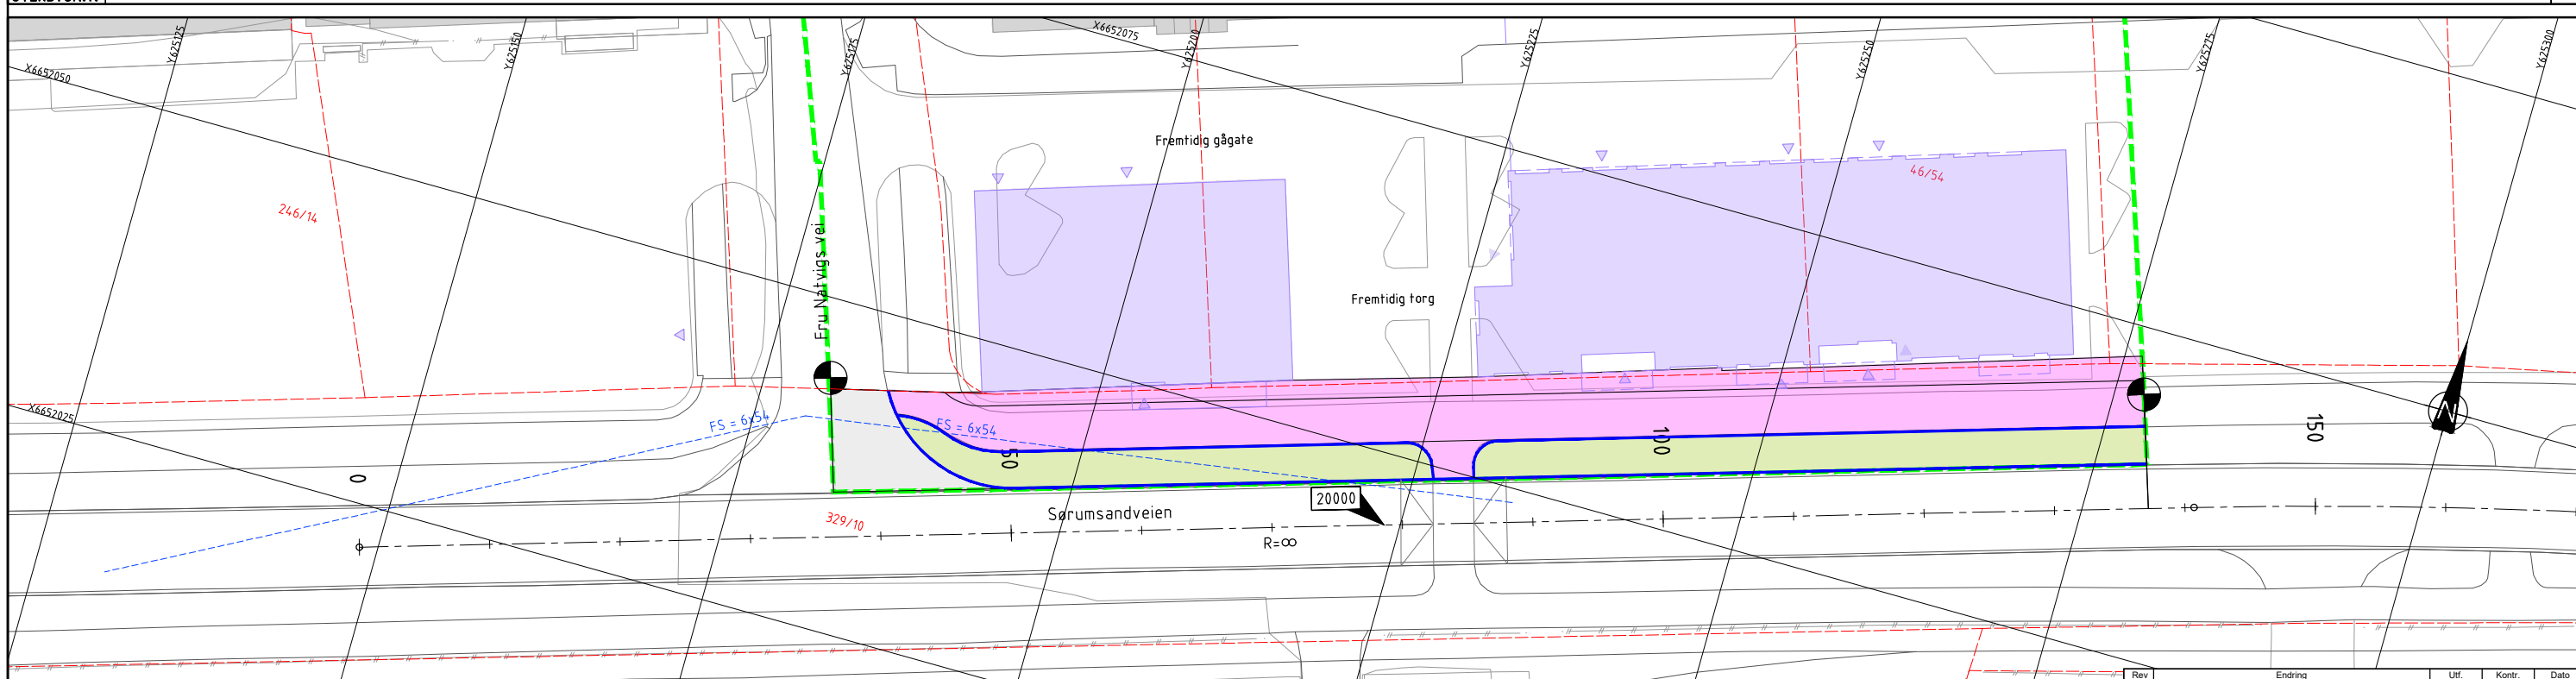 X6652075
Y625125
Y625150
Y625175
Y625200
Y625225
Y625250
Y625275
Y625300
X6652050
Fremtidig gågate
46/54
246/14
Fru Natvigs vei
Fremtidig torg
X6652025
FS = 6x54
FS = 6x54
N
0
50
100
150
20000
Sørumsandveien
329/10
R=∞
Rev
Endring
Utf.
Kontr.
Dato